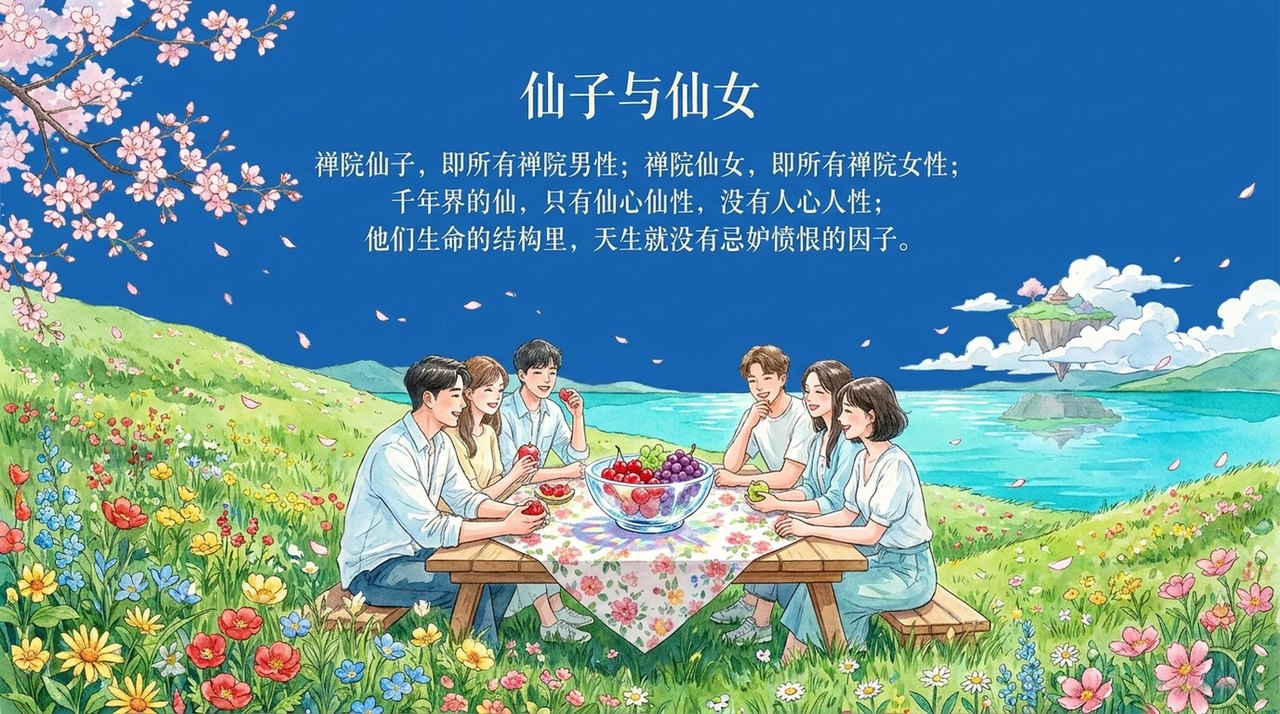 仙子与仙女
禅院仙子，即所有禅院男性；禅院仙女，即所有禅院女性；
千年界的仙，只有仙心仙性，没有人心人性；
他们生命的结构里，天生就没有忌妒愤恨的因子。